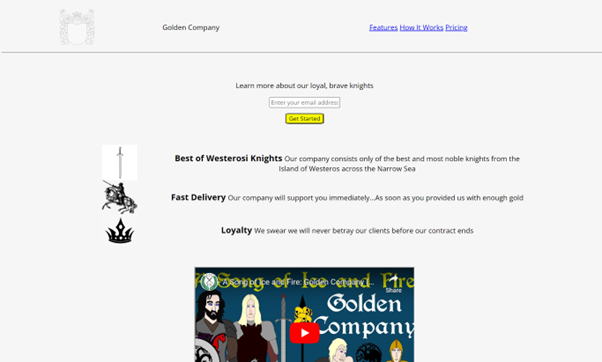 Golden Company
Features How It Works Pricing
Learn more about our loyal, brave knights
Enter your email address
Get Started
Best of Westerosi Knights Our company consists only of the best and most noble knights from the
Island of Westeros across the Narrow Sea
Fast Delivery Our company will support you immediately...As soon as you provided us with enough gold
Loyalty We swear we will never betray our clients before our contract ends
A Song of Ice and Fire: Golden Company ...
Share
A Song of Ice and Fire
Golden
Company